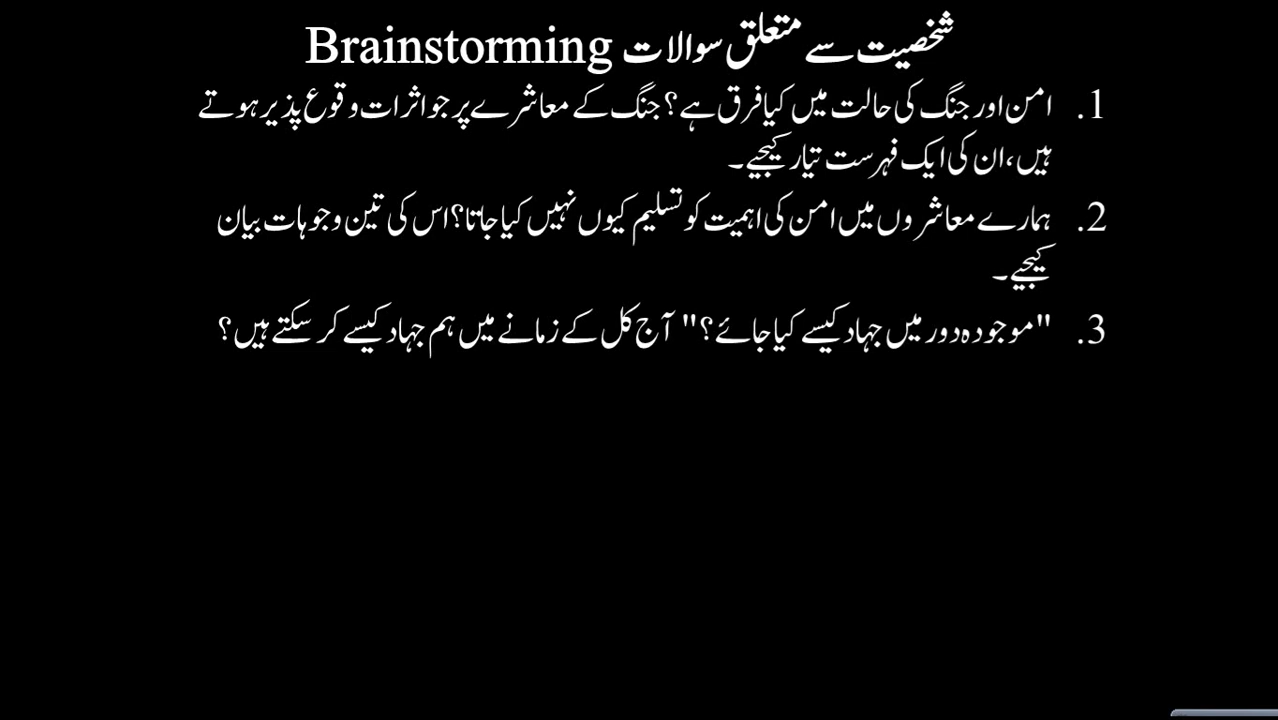 شخصیت سے متعلق سوالات Brainstorming
1. امن اور جنگ کی حالت میں کیا فرق ہے؟ جنگ کے معاشرے پر جو اثرات وقوع پذیر ہوتے
ہیں، ان کی ایک فہرست تیار کیجیے۔
2. ہمارے معاشروں میں امن کی اہمیت کو تسلیم کیوں نہیں کیا جاتا؟ اس کی تین وجوہات بیان
کیجیے۔
3. "موجودہ دور میں جہاد کیسے کیا جائے؟" آج کل کے زمانے میں ہم جہاد کیسے کر سکتے ہیں؟